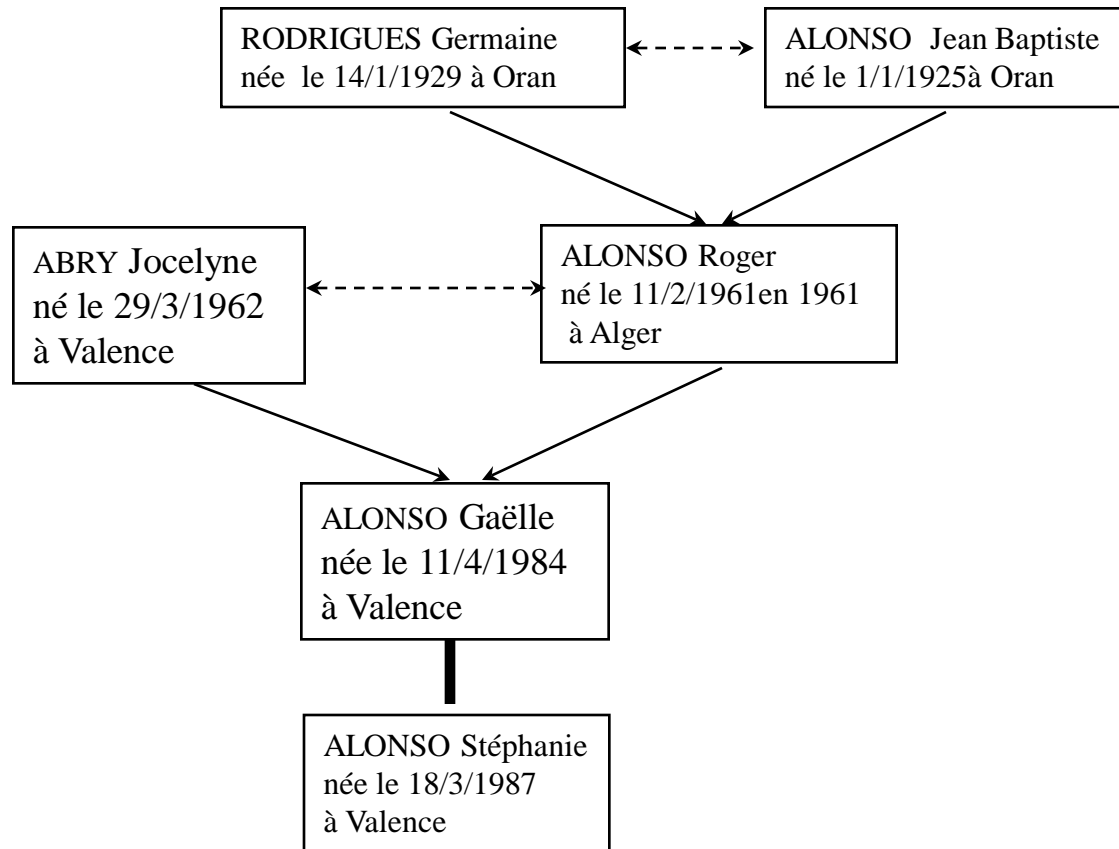 RODRIGUES Germaine
née le 14/1/1929 à Oran
ALONSO Jean Baptiste
né le 1/1/1925à Oran
ABRY Jocelyne
né le 29/3/1962
à Valence
ALONSO Roger
né le 11/2/1961en 1961
à Alger
ALONSO Gaëlle
née le 11/4/1984
à Valence
ALONSO Stéphanie
née le 18/3/1987
à Valence